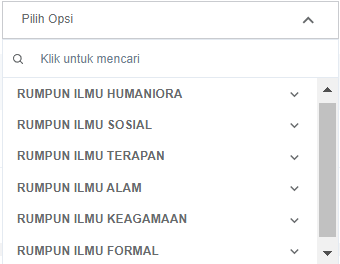 Pilih Opsi
Klik untuk mencari
RUMPUN ILMU HUMANIORA
RUMPUN ILMU SOSIAL
RUMPUN ILMU TERAPAN
RUMPUN ILMU ALAM
RUMPUN ILMU KEAGAMAAN
RUMPUN ILMU FORMAL